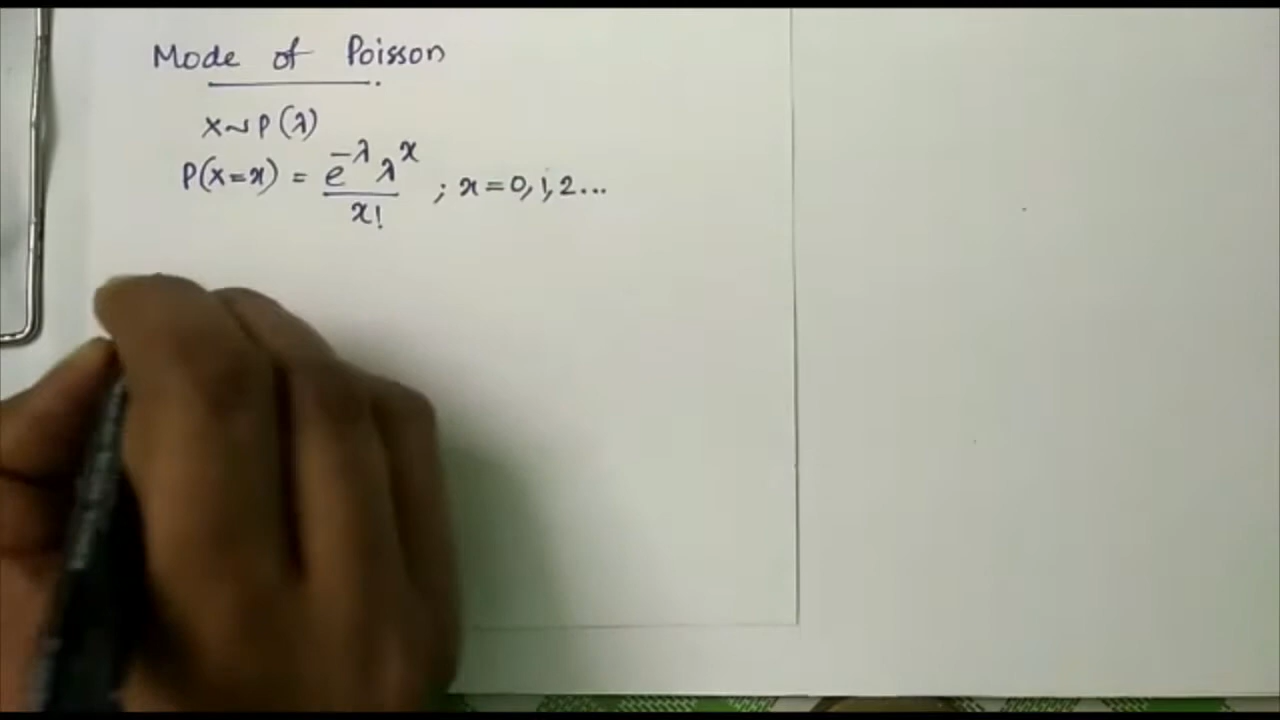 Mode of Poisson
X~P(λ)
P(X=x) = e^{-λ} λ^x / x! ; x=0,1,2...